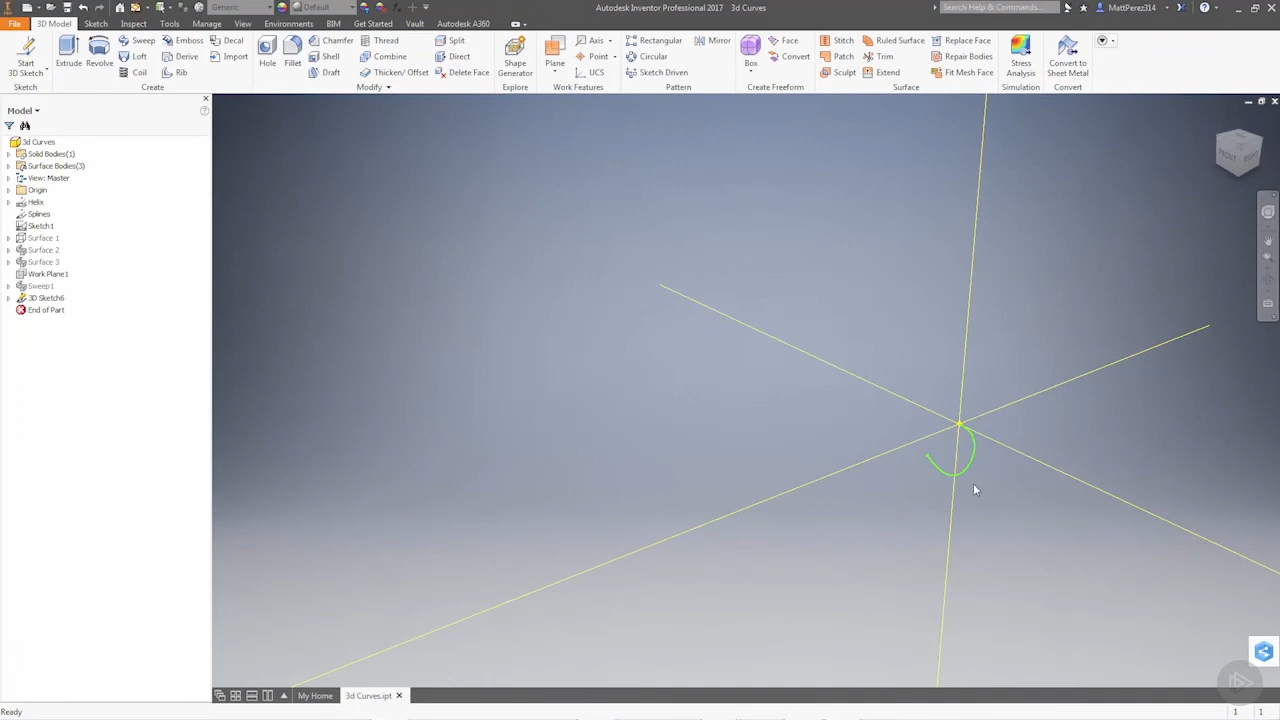 Generic Default Autodesk Inventor Professional 2017 3d Curves Search Help & Commands... MattPerez314
File 3D Model Sketch Inspect Tools Manage View Environments BIM Get Started Vault Autodesk A360
Start 3D Sketch Extrude Revolve Sweep Emboss Decal Hole Fillet Chamfer Thread Split Shape Generator Plane Axis Rectangular Mirror Box Face Stitch Ruled Surface Replace Face Stress Analysis Convert to Sheet Metal
Loft Derive Import Shell Combine Direct Point Circular Convert Patch Trim Repair Bodies
Coil Rib Draft Thicken/ Offset Delete Face UCS Sketch Driven Sculpt Extend Fit Mesh Face
Sketch Create Modify Explore Work Features Pattern Create Freeform Surface Simulation Convert
Model
3d Curves
Solid Bodies(1)
Surface Bodies(3)
View: Master
Origin
Helix
Splines
Sketch1
Surface 1
Surface 2
Surface 3
Work Plane1
Sweep1
3D Sketch6
End of Part
FRONT RIGHT
My Home 3d Curves.ipt
Ready 1 1